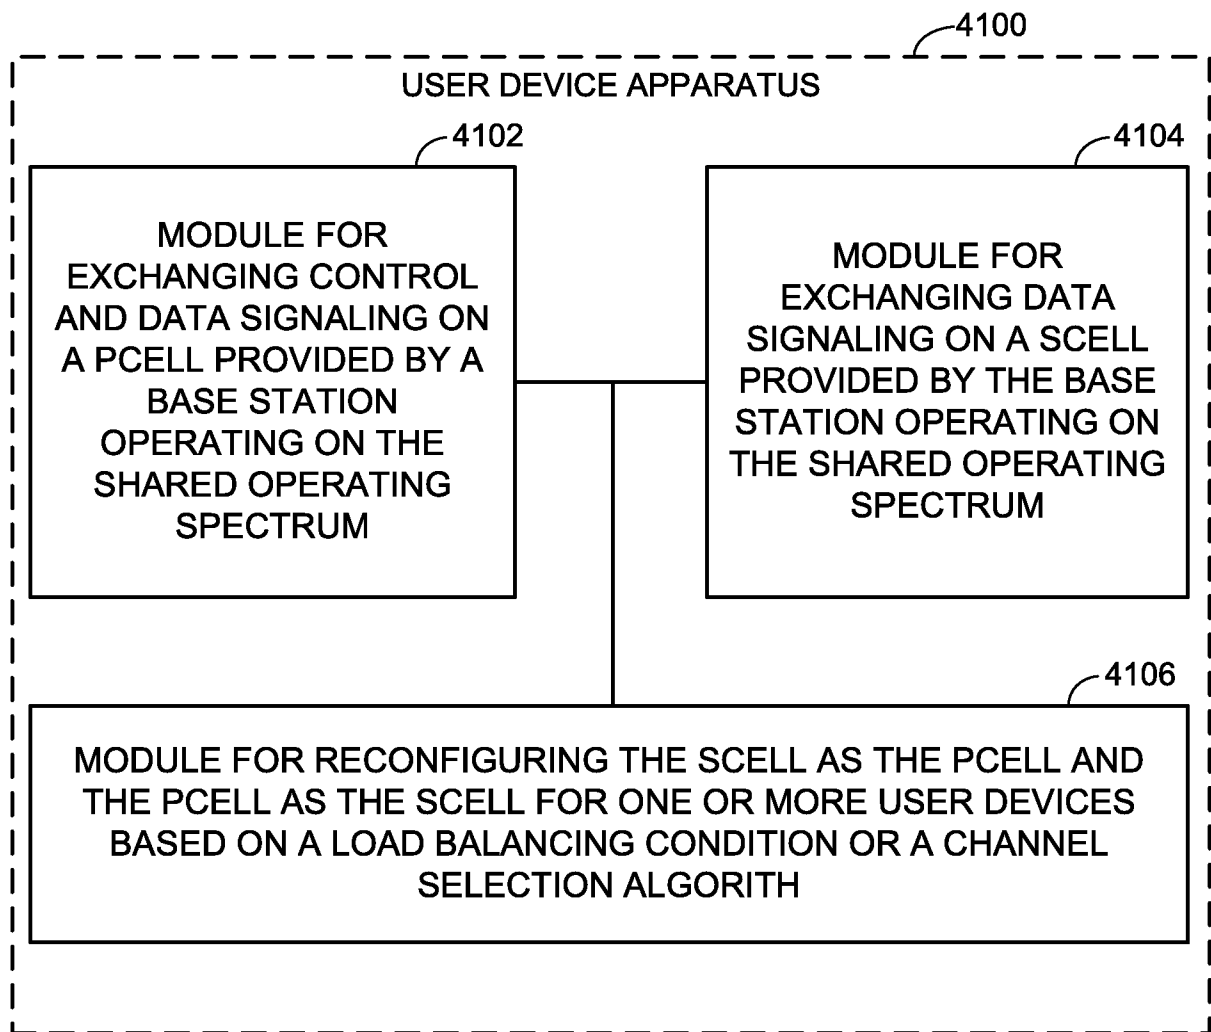 4100
USER DEVICE APPARATUS
4102
4104
MODULE FOR
EXCHANGING CONTROL
AND DATA SIGNALING ON
A PCELL PROVIDED BY A
BASE STATION
OPERATING ON THE
SHARED OPERATING
SPECTRUM
MODULE FOR
EXCHANGING DATA
SIGNALING ON A SCELL
PROVIDED BY THE BASE
STATION OPERATING ON
THE SHARED OPERATING
SPECTRUM
4106
MODULE FOR RECONFIGURING THE SCELL AS THE PCELL AND
THE PCELL AS THE SCELL FOR ONE OR MORE USER DEVICES
BASED ON A LOAD BALANCING CONDITION OR A CHANNEL
SELECTION ALGORITH